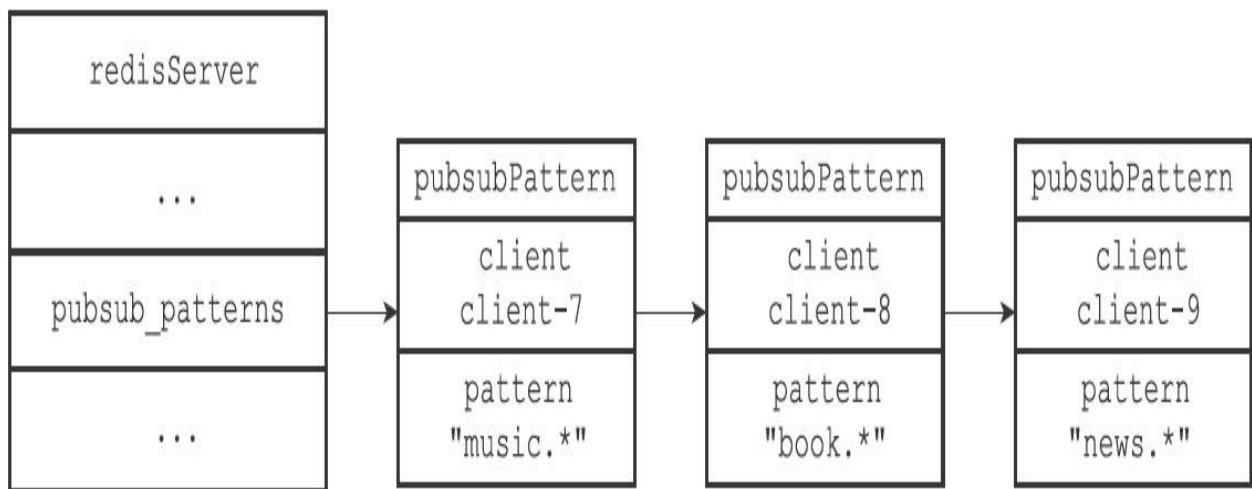 redisServer
...
pubsub_patterns
...
pubsubPattern
client
client-7
pattern
"music.*"
pubsubPattern
client
client-8
pattern
"book.*"
pubsubPattern
client
client-9
pattern
"news.*"